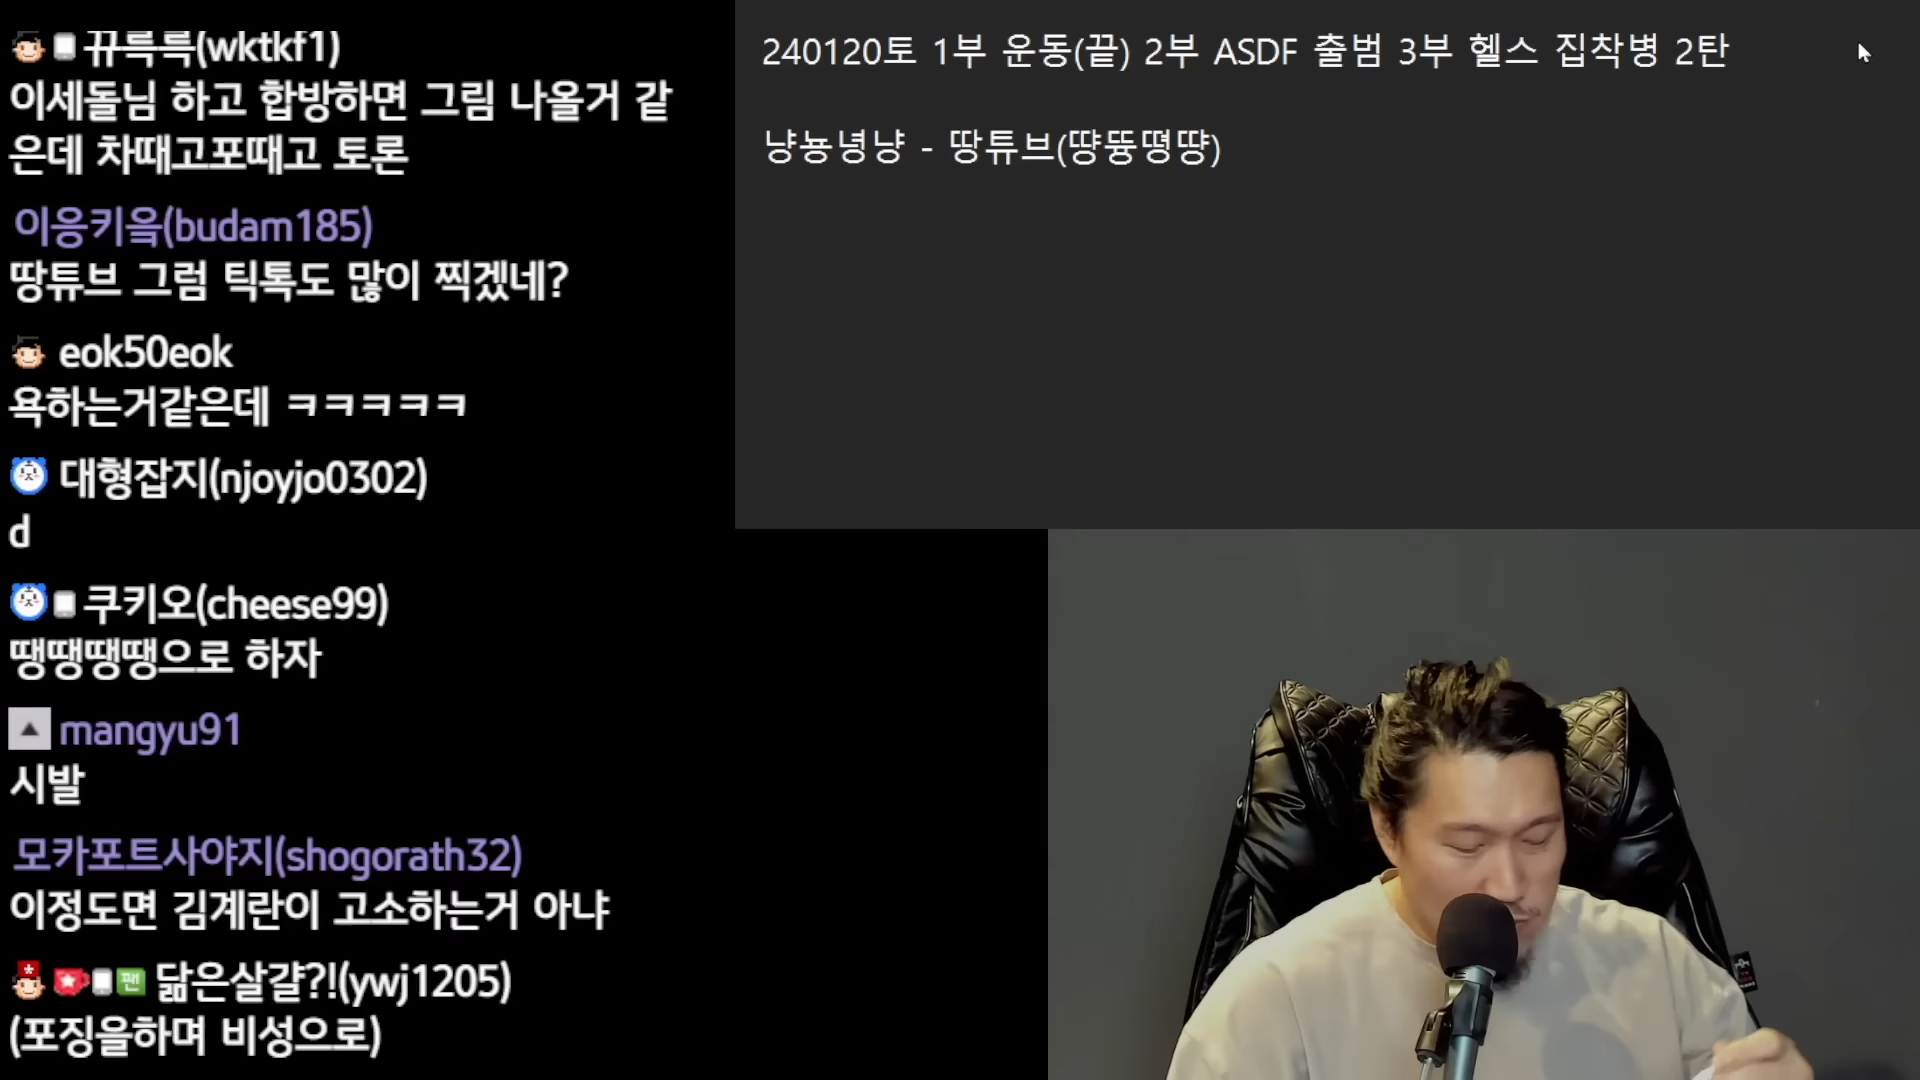 뀨륵륵(wktkf1)
이세돌님 하고 합방하면 그림 나올거 같
은데 차때고포때고 토론
이응키읔(budam185)
땅튜브 그럼 틱톡도 많이 찍겠네?
eok50eok
욕하는거같은데 ㅋㅋㅋㅋㅋ
대형잡지(njoyjo0302)
d
쿠키오(cheese99)
땡땡땡땡으로 하자
mangyu91
시발
모카포트사야지(shogorath32)
이정도면 김계란이 고소하는거 아냐
팬 닮은살걀?!(ywj1205)
(포징을하며 비성으로)
240120토 1부 운동(끝) 2부 ASDF 출범 3부 헬스 집착병 2탄
냥뇽녕냥 - 땅튜브(땽뜡뗭땽)